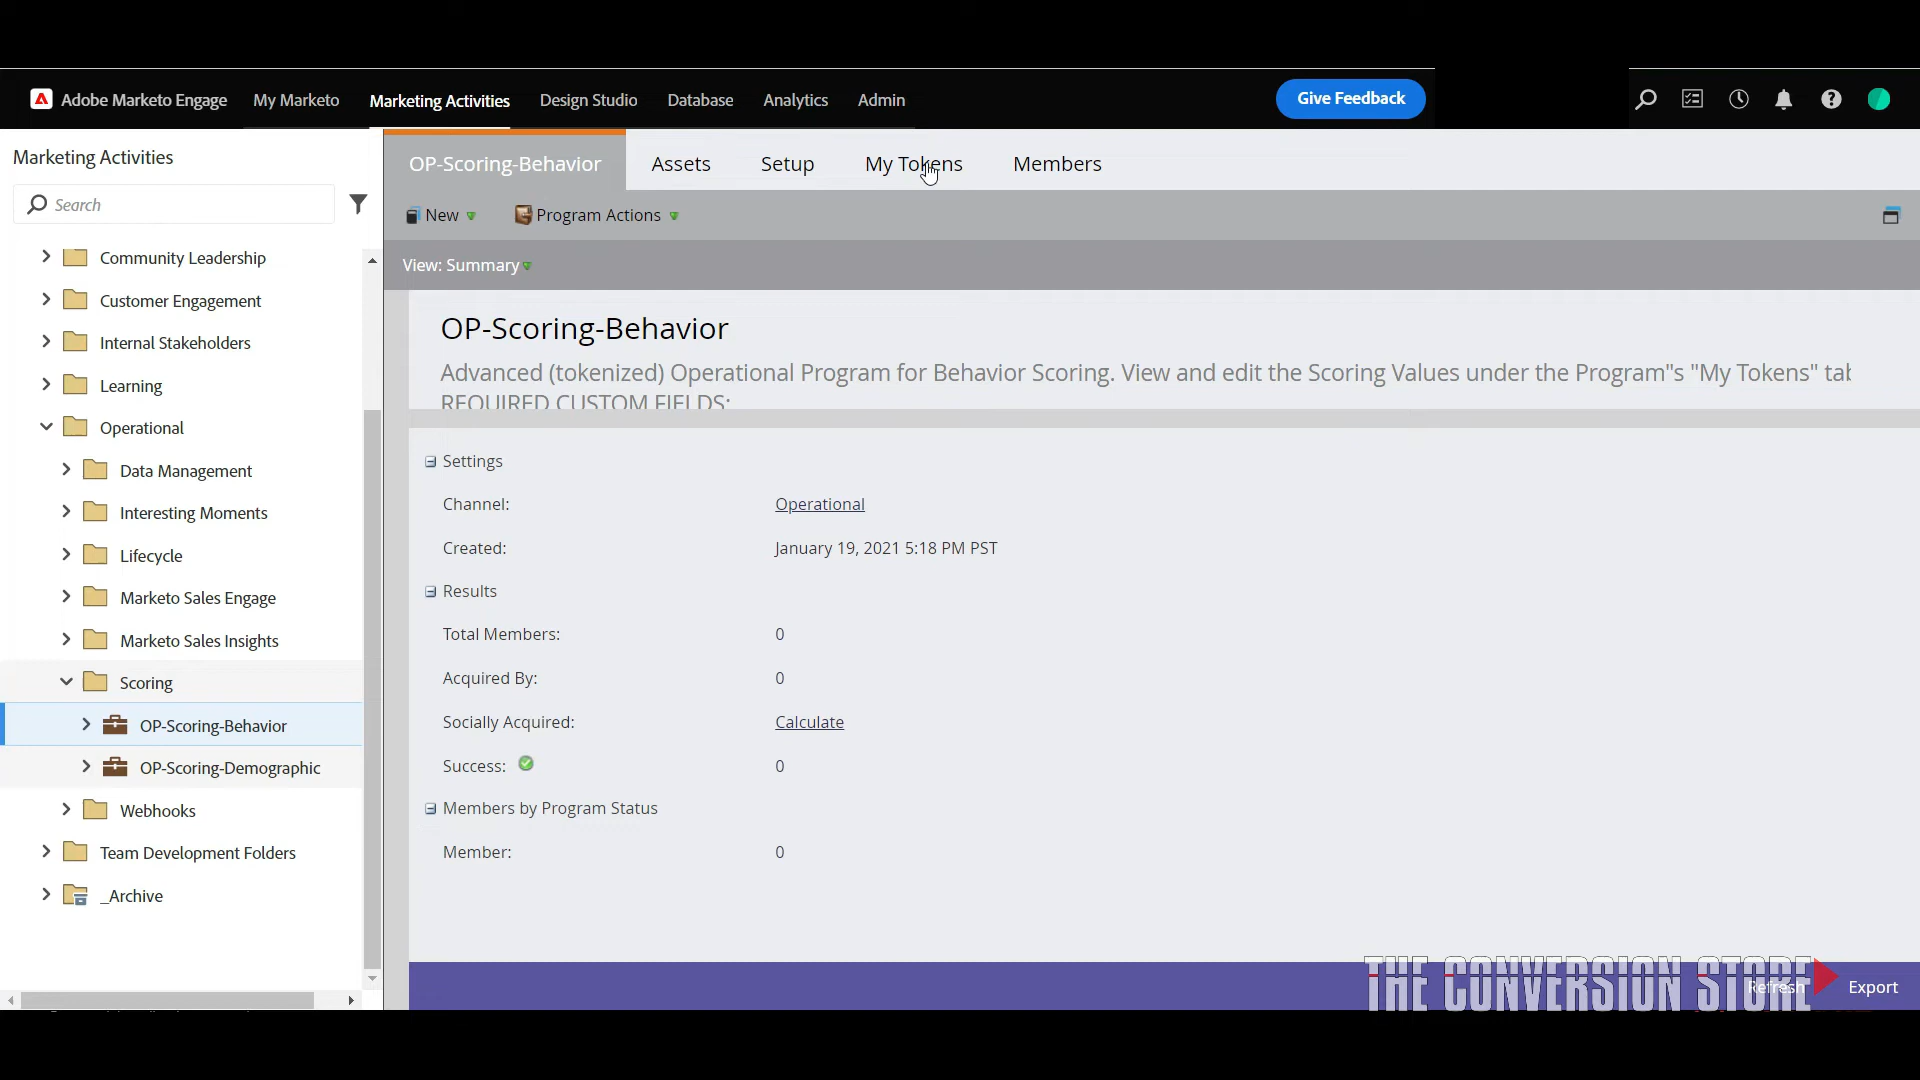 Adobe Marketo Engage My Marketo Marketing Activities Design Studio Database Analytics Admin Give Feedback
Marketing Activities
Search
Community Leadership
Customer Engagement
Internal Stakeholders
Learning
Operational
Data Management
Interesting Moments
Lifecycle
Marketo Sales Engage
Marketo Sales Insights
Scoring
OP-Scoring-Behavior
OP-Scoring-Demographic
Webhooks
Team Development Folders
_Archive
OP-Scoring-Behavior Assets Setup My Tokens Members
New Program Actions
View: Summary
OP-Scoring-Behavior
Advanced (tokenized) Operational Program for Behavior Scoring. View and edit the Scoring Values under the Program"s "My Tokens" tab
REQUIRED CUSTOM FIELDS:
Settings
Channel: Operational
Created: January 19, 2021 5:18 PM PST
Results
Total Members: 0
Acquired By: 0
Socially Acquired: Calculate
Success: 0
Members by Program Status
Member: 0
THE CONVERSION STORE
Refresh Export